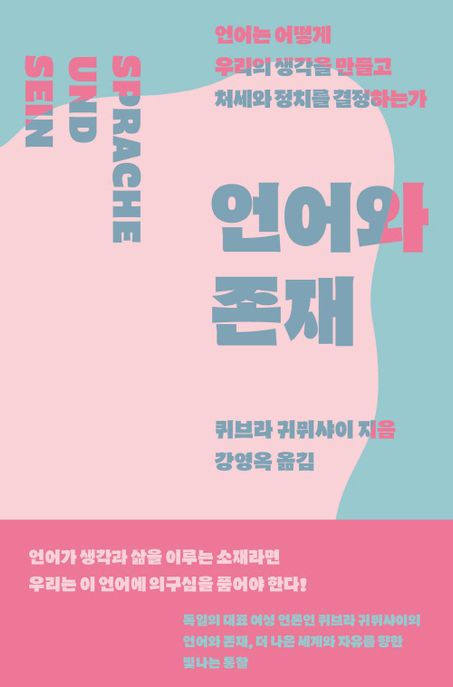 언어는 어떻게
우리의 생각을 만들고
처세와 정치를 결정하는가
SPRACHE
UND
SEIN
언어와
존재
퀴브라 귀뮈샤이 지음
강영옥 옮김
언어가 생각과 삶을 이루는 소재라면
우리는 이 언어에 의구심을 품어야 한다!
독일의 대표 여성 언론인 퀴브라 귀뮈샤이의
언어와 존재, 더 나은 세계와 자유를 향한
빛나는 통찰